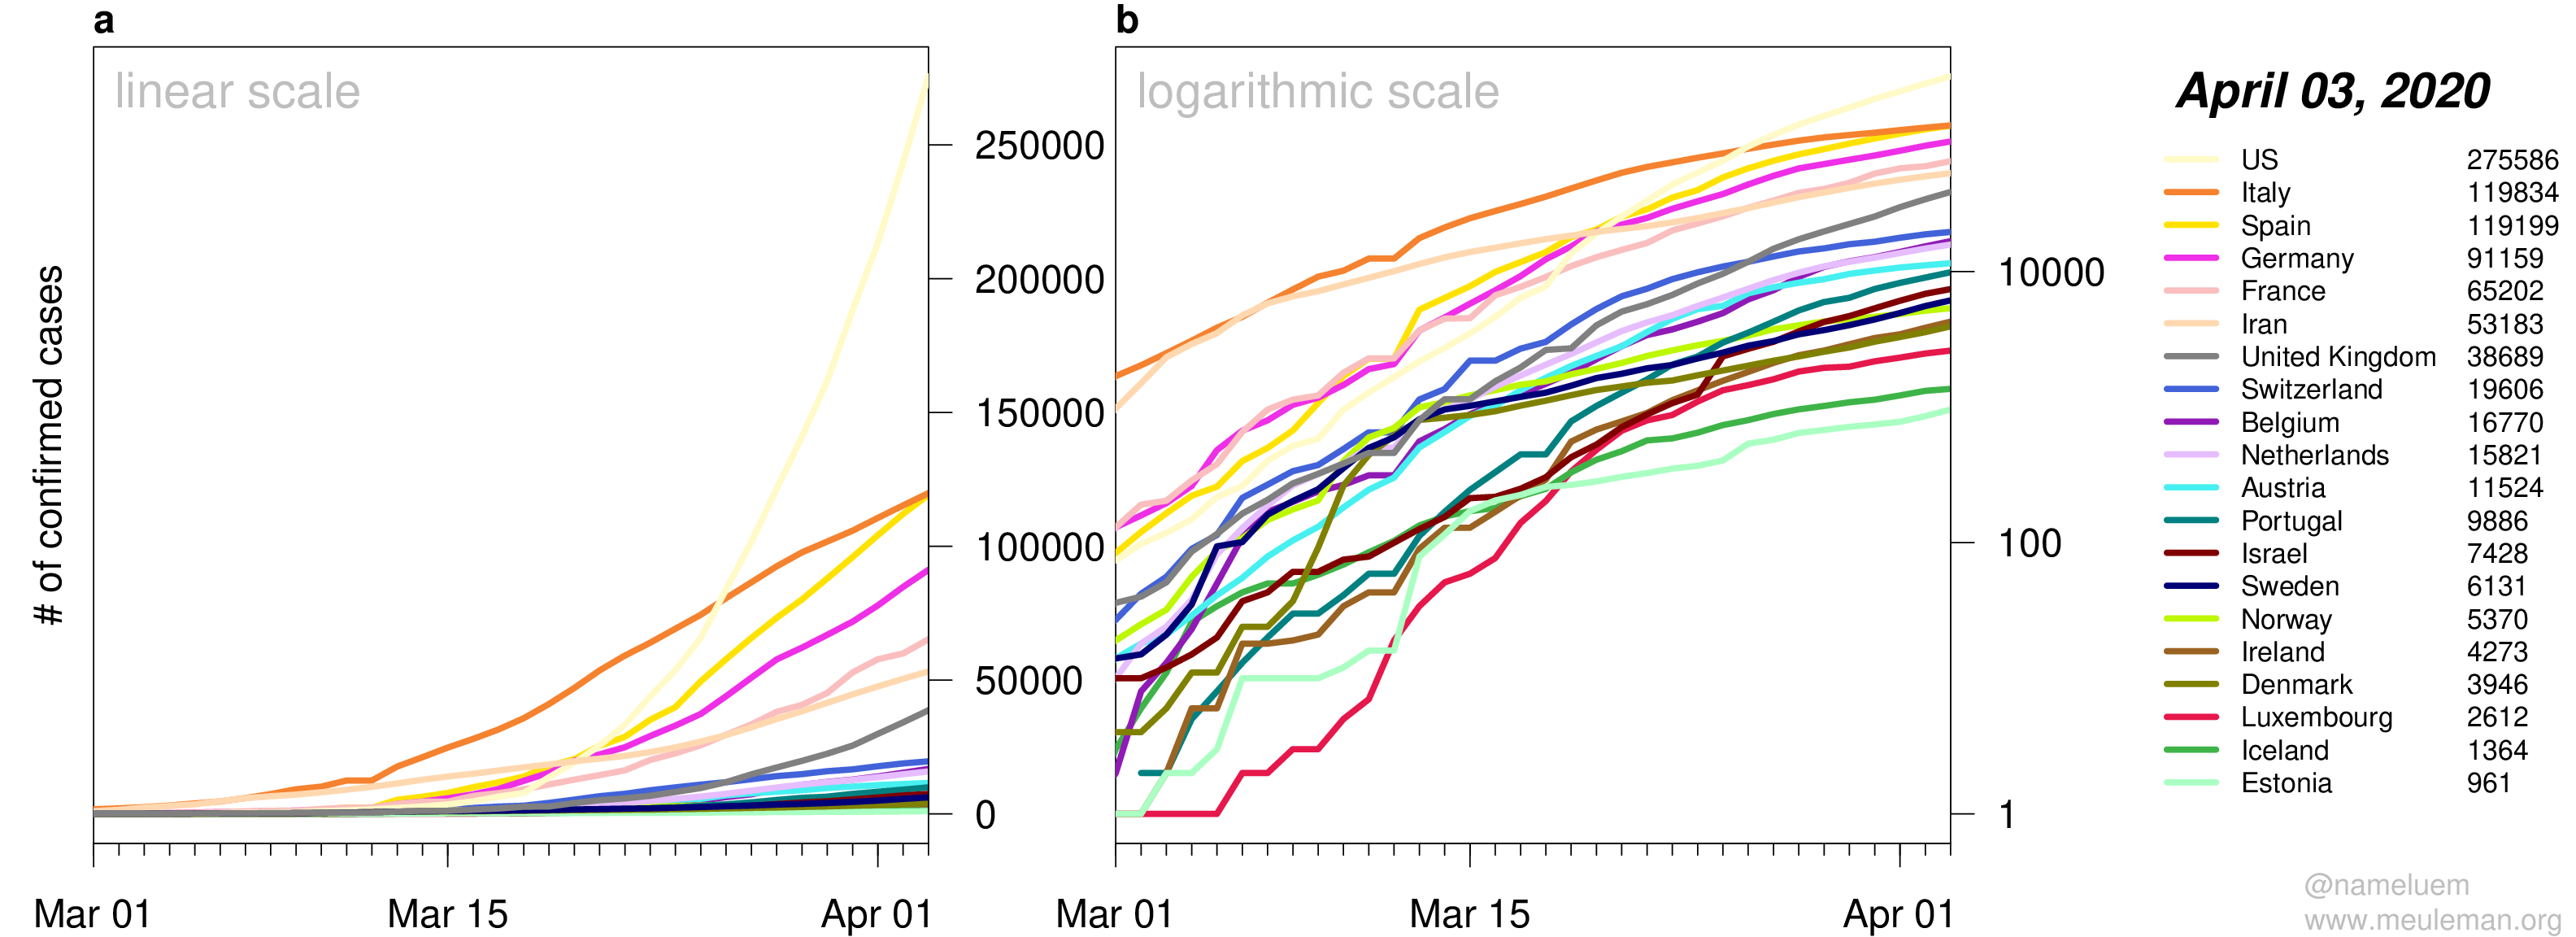 a
linear scale
# of confirmed cases
250000
200000
150000
100000
50000
0
Mar 01
Mar 15
Apr 01
b
logarithmic scale
10000
100
1
Mar 01
Mar 15
Apr 01
April 03, 2020
US 275586
Italy 119834
Spain 119199
Germany 91159
France 65202
Iran 53183
United Kingdom 38689
Switzerland 19606
Belgium 16770
Netherlands 15821
Austria 11524
Portugal 9886
Israel 7428
Sweden 6131
Norway 5370
Ireland 4273
Denmark 3946
Luxembourg 2612
Iceland 1364
Estonia 961
@nameluem
www.meuleman.org